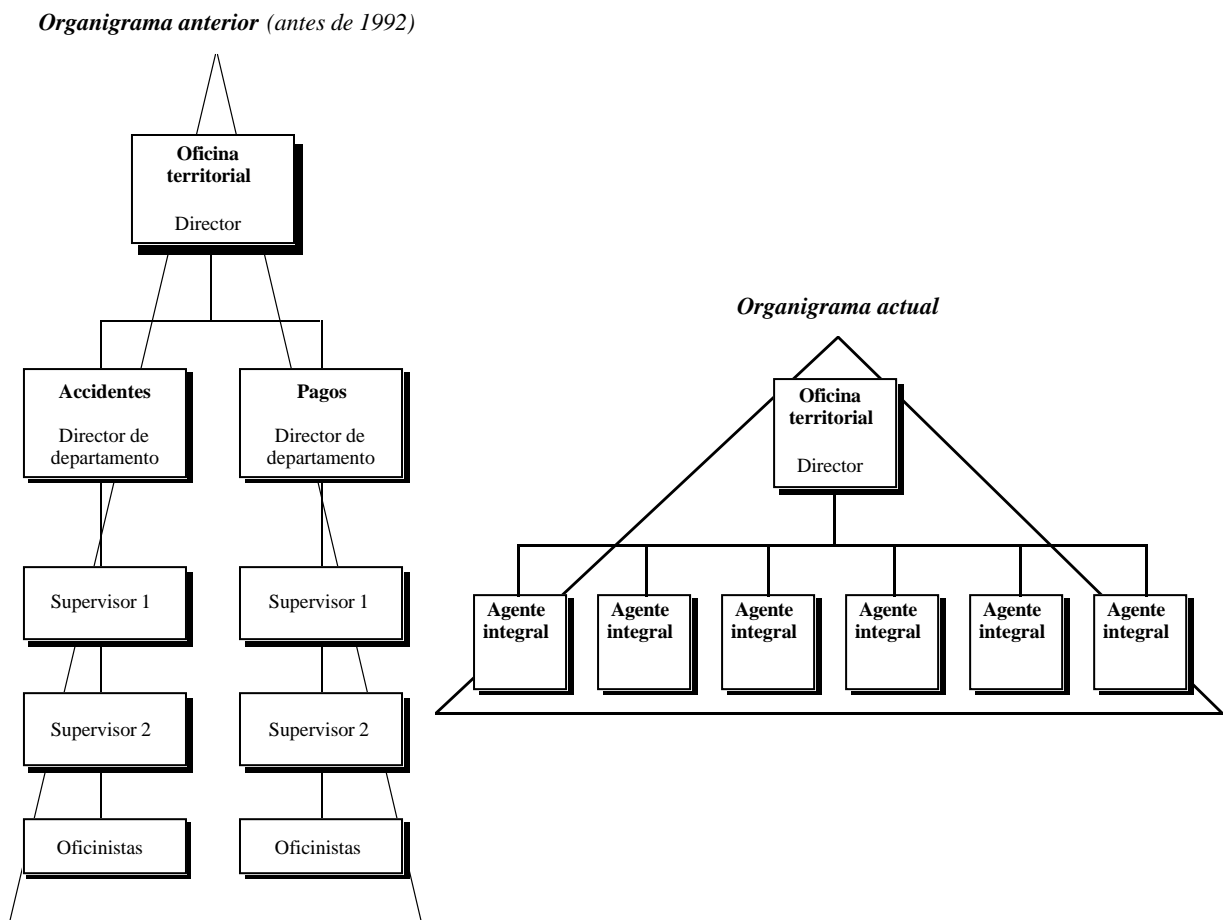 Organigrama anterior (antes de 1992)
Oficina
territorial
Director
Accidentes
Director de
departamento
Pagos
Director de
departamento
Supervisor 1
Supervisor 1
Supervisor 2
Supervisor 2
Oficinistas
Oficinistas
Organigrama actual
Oficina
territorial
Director
Agente
integral
Agente
integral
Agente
integral
Agente
integral
Agente
integral
Agente
integral